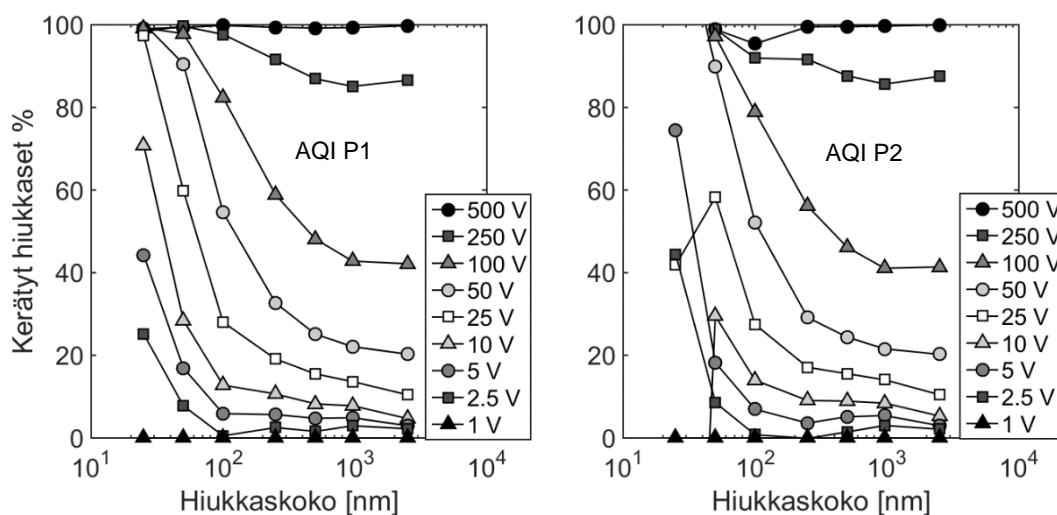 Kerätyt hiukkaset %
100
80
60
40
20
0
10¹ 10² 10³ 10⁴
Hiukkaskoko [nm]
AQI P1
500 V
250 V
100 V
50 V
25 V
10 V
5 V
2.5 V
1 V
100
80
60
40
20
0
10¹ 10² 10³ 10⁴
Hiukkaskoko [nm]
AQI P2
500 V
250 V
100 V
50 V
25 V
10 V
5 V
2.5 V
1 V